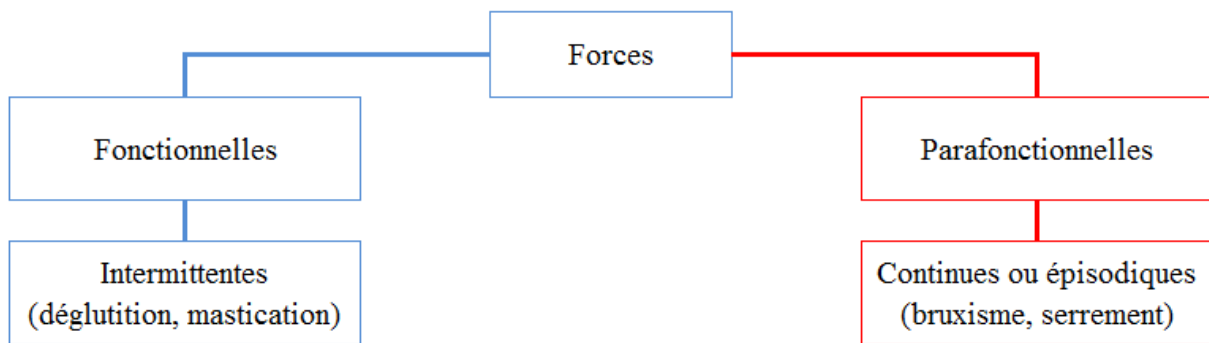 Forces
Fonctionnelles
Parafonctionnelles
Intermittentes
(déglutition, mastication)
Continues ou épisodiques
(bruxisme, serrement)